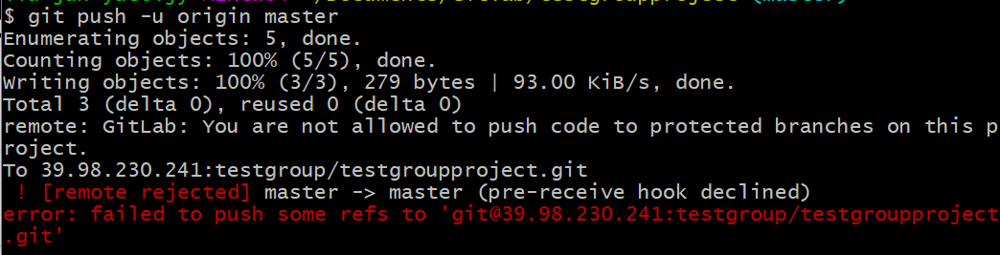 $ git push -u origin master
Enumerating objects: 5, done.
Counting objects: 100% (5/5), done.
Writing objects: 100% (3/3), 279 bytes | 93.00 KiB/s, done.
Total 3 (delta 0), reused 0 (delta 0)
remote: GitLab: You are not allowed to push code to protected branches on this p
roject.
To 39.98.230.241:testgroup/testgroupproject.git
 ! [remote rejected] master -> master (pre-receive hook declined)
error: failed to push some refs to 'git@39.98.230.241:testgroup/testgroupproject
.git'